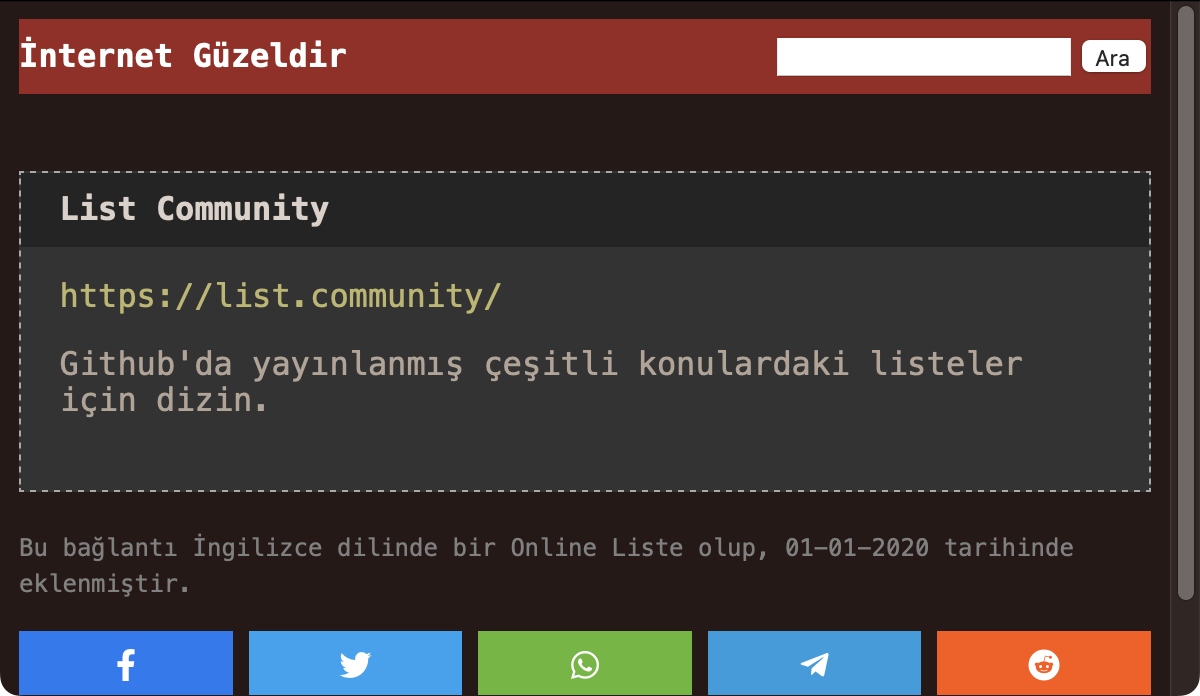 İnternet Güzeldir
Ara
List Community
https://list.community/
Github'da yayınlanmış çeşitli konulardaki listeler
için dizin.
Bu bağlantı İngilizce dilinde bir Online Liste olup, 01-01-2020 tarihinde
eklenmiştir.